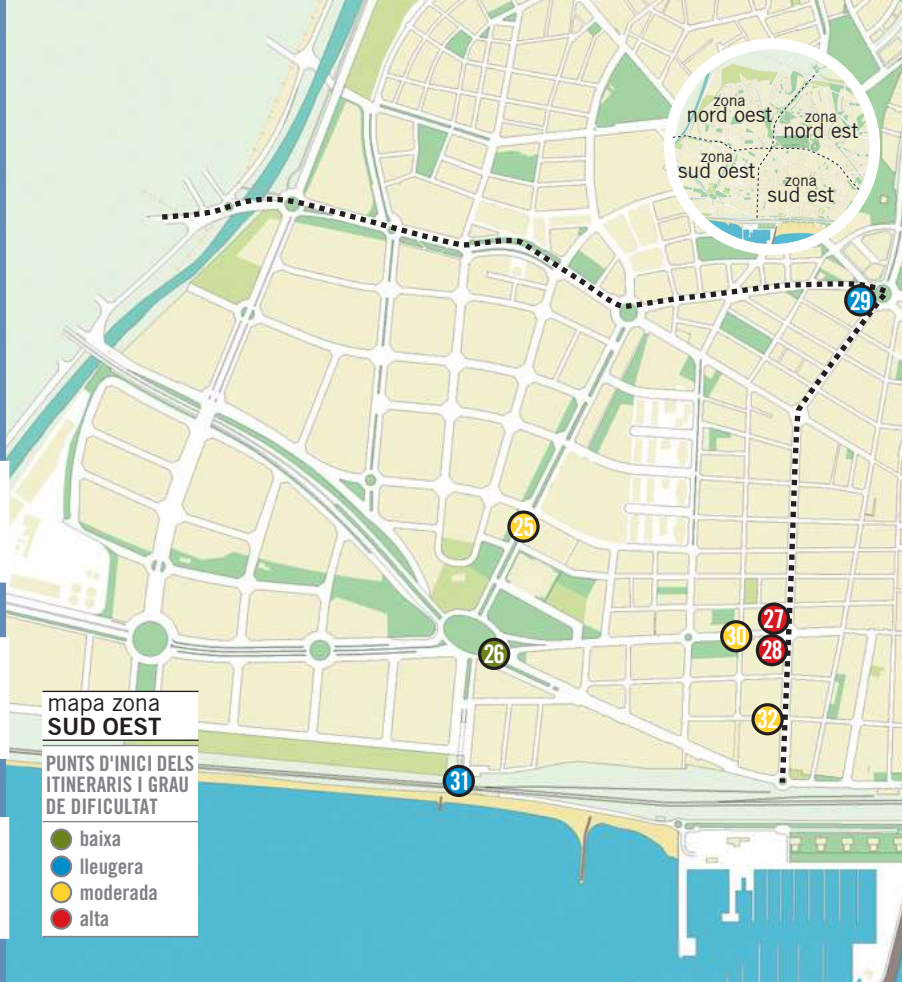 zona
nord oest
zona
nord est
zona
sud oest
zona
sud est
29
25
27
30
28
26
32
31
mapa zona
SUD OEST
PUNTS D'INICI DELS
ITINERARIS I GRAU
DE DIFICULTAT
baixa
lleugera
moderada
alta